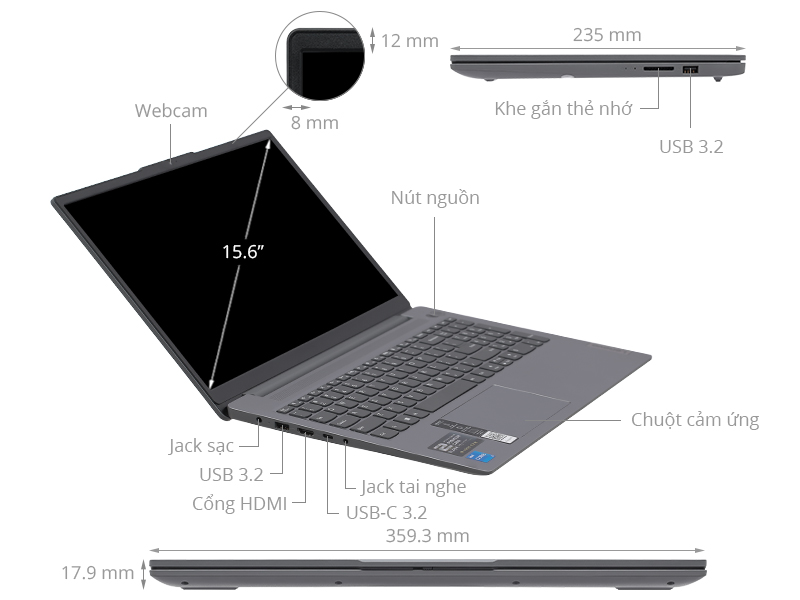 12 mm
235 mm
Webcam
8 mm
Khe gắn thẻ nhớ
USB 3.2
Nút nguồn
15.6”
Chuột cảm ứng
Jack sạc
USB 3.2
Cổng HDMI
Jack tai nghe
USB-C 3.2
359.3 mm
17.9 mm